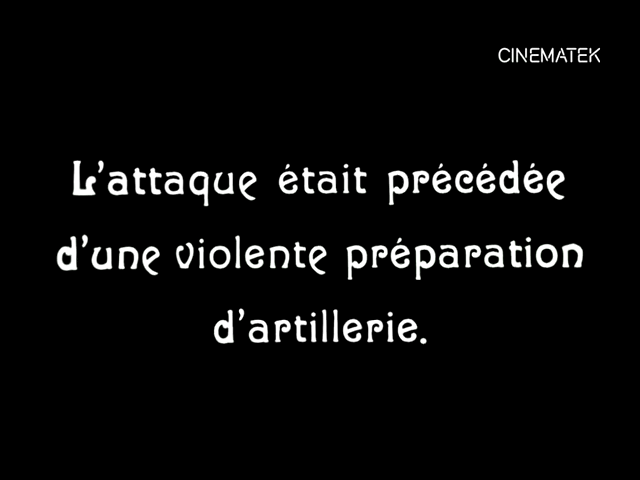 CINEMATEK
L'attaque était précédée
d'une violente préparation
d'artillerie.